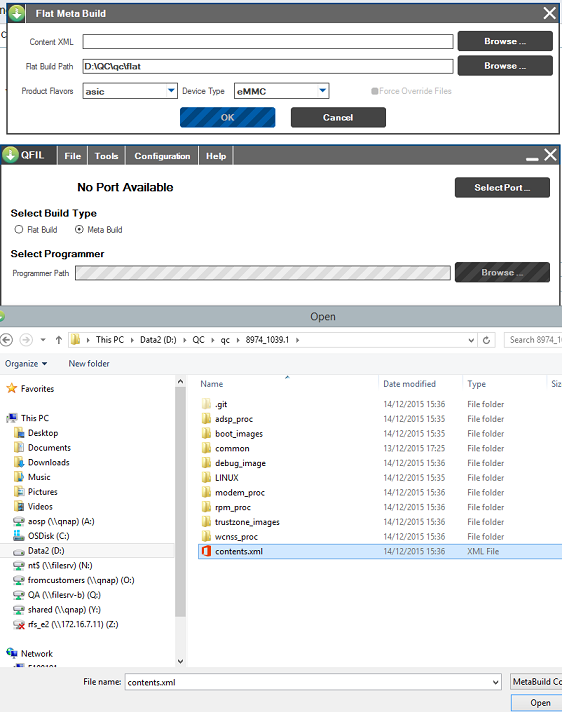 Flat Meta Build
Content XML
Browse ...
Flat Build Path
D:\QC\qc\flat
Browse ...
Product Flavors
asic
Device Type
eMMC
Force Override Files
OK
Cancel
QFIL
File
Tools
Configuration
Help
No Port Available
Select Port...
Select Build Type
Flat Build
Meta Build
Select Programmer
Programmer Path
Browse ...
Open
This PC
Data2 (D:)
QC
qc
8974_1039.1
Search 8974_1
Organize
New folder
Favorites
This PC
Desktop
Documents
Downloads
Music
Pictures
Videos
aosp (\\qnap) (A:)
OSDisk (C:)
Data2 (D:)
nt$ (\\filesrv) (N:)
fromcustomers (\\qnap) (O:)
QA (\\filesrv-b) (Q:)
shared (\\qnap) (Y:)
rfs_e2 (\\172.16.7.11) (Z:)
Network
Name Date modified Type Siz
.git 14/12/2015 15:36 File folder
adsp_proc 14/12/2015 15:35 File folder
boot_images 14/12/2015 15:35 File folder
common 13/12/2015 17:25 File folder
debug_image 14/12/2015 15:36 File folder
LINUX 14/12/2015 15:35 File folder
modem_proc 14/12/2015 15:36 File folder
rpm_proc 14/12/2015 15:36 File folder
trustzone_images 14/12/2015 15:36 File folder
wcnss_proc 14/12/2015 15:36 File folder
contents.xml 14/12/2015 15:36 XML File
File name:
contents.xml
MetaBuild Co
Open